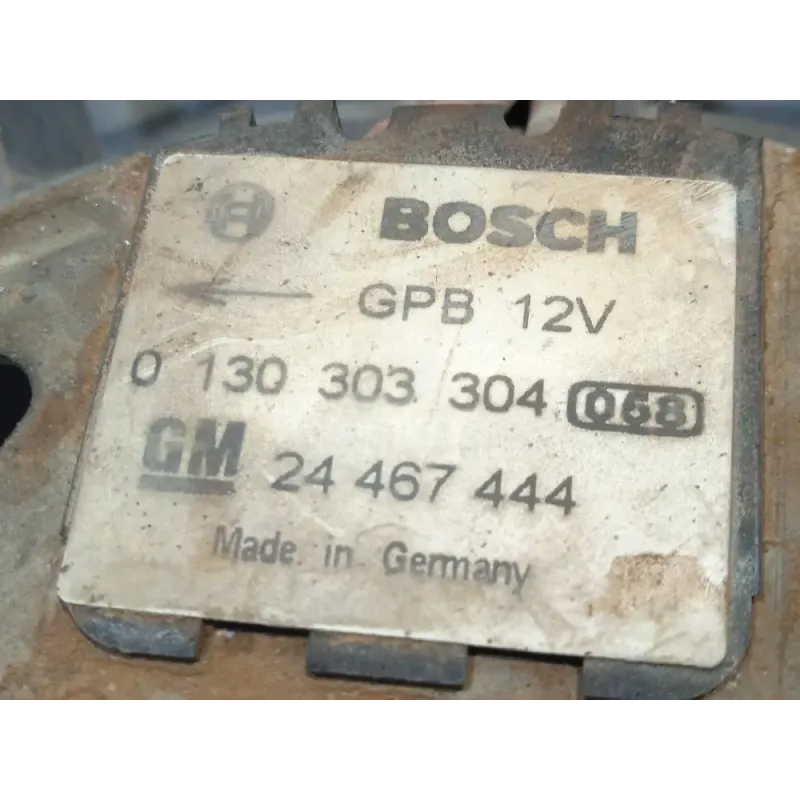 BOSCH
GPB 12V
0 130 303 304 068
GM 24 467 444
Made in Germany